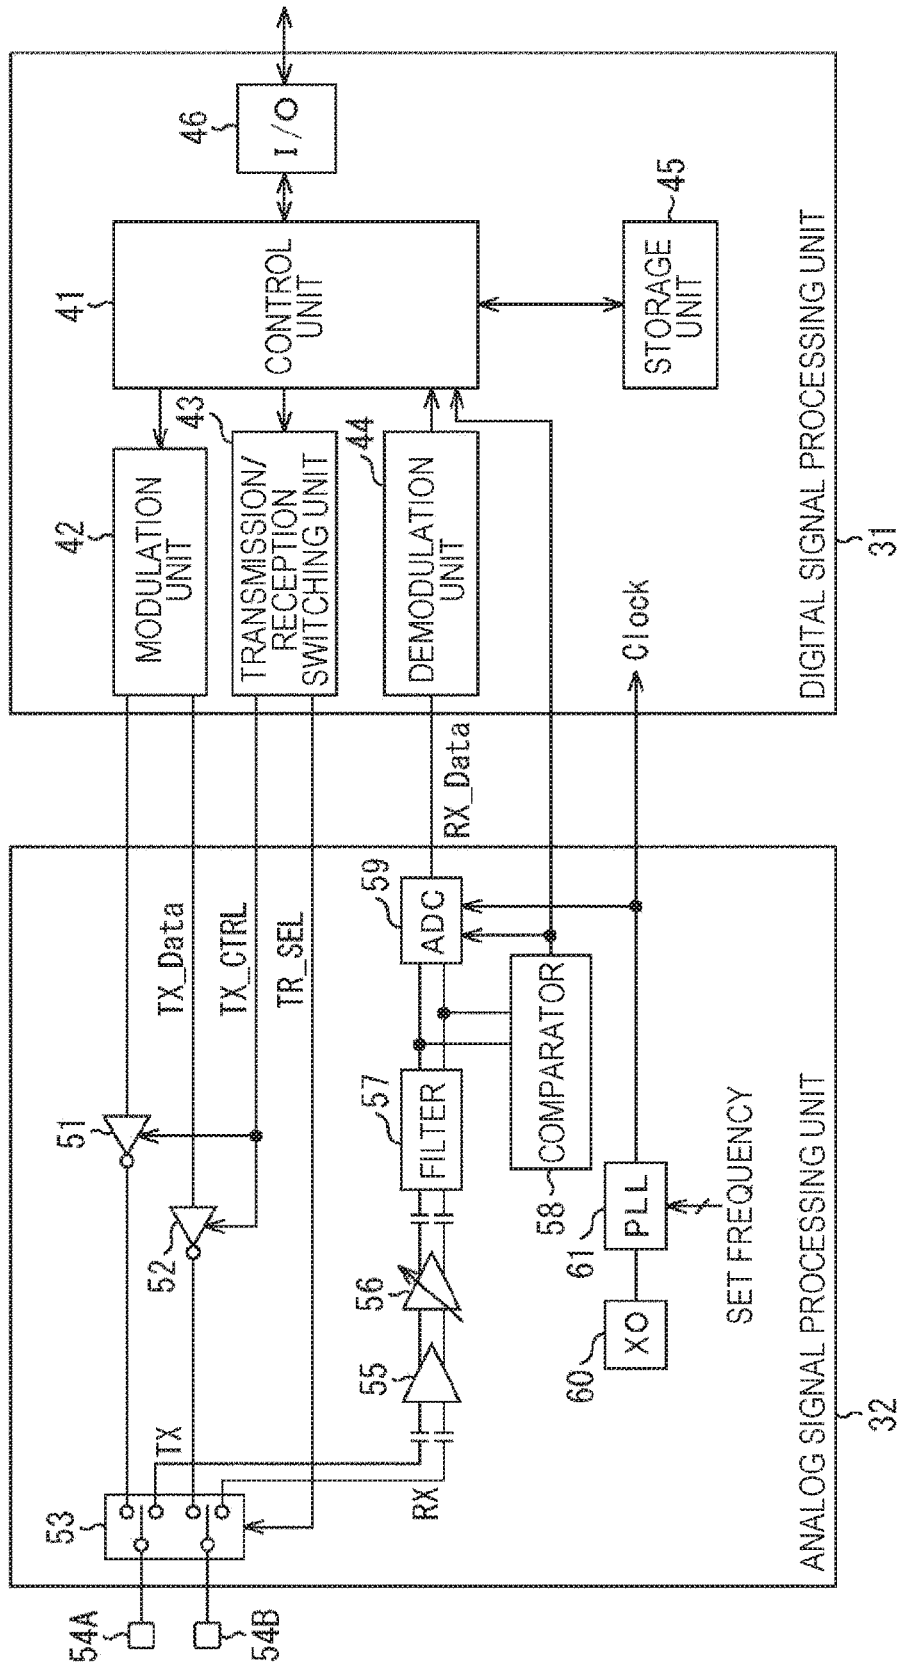 54A
54B
53
TX
RX
51
52
TX_Data
TX_CTRL
TR_SEL
55
56
57
FILTER
58
COMPARATOR
59
ADC
RX_Data
60
XO
61
PLL
SET FREQUENCY
Clock
ANALOG SIGNAL PROCESSING UNIT
32
42
MODULATION
UNIT
43
TRANSMISSION/
RECEPTION
SWITCHING UNIT
44
DEMODULATION
UNIT
41
CONTROL
UNIT
46
I/O
45
STORAGE
UNIT
DIGITAL SIGNAL PROCESSING UNIT
31